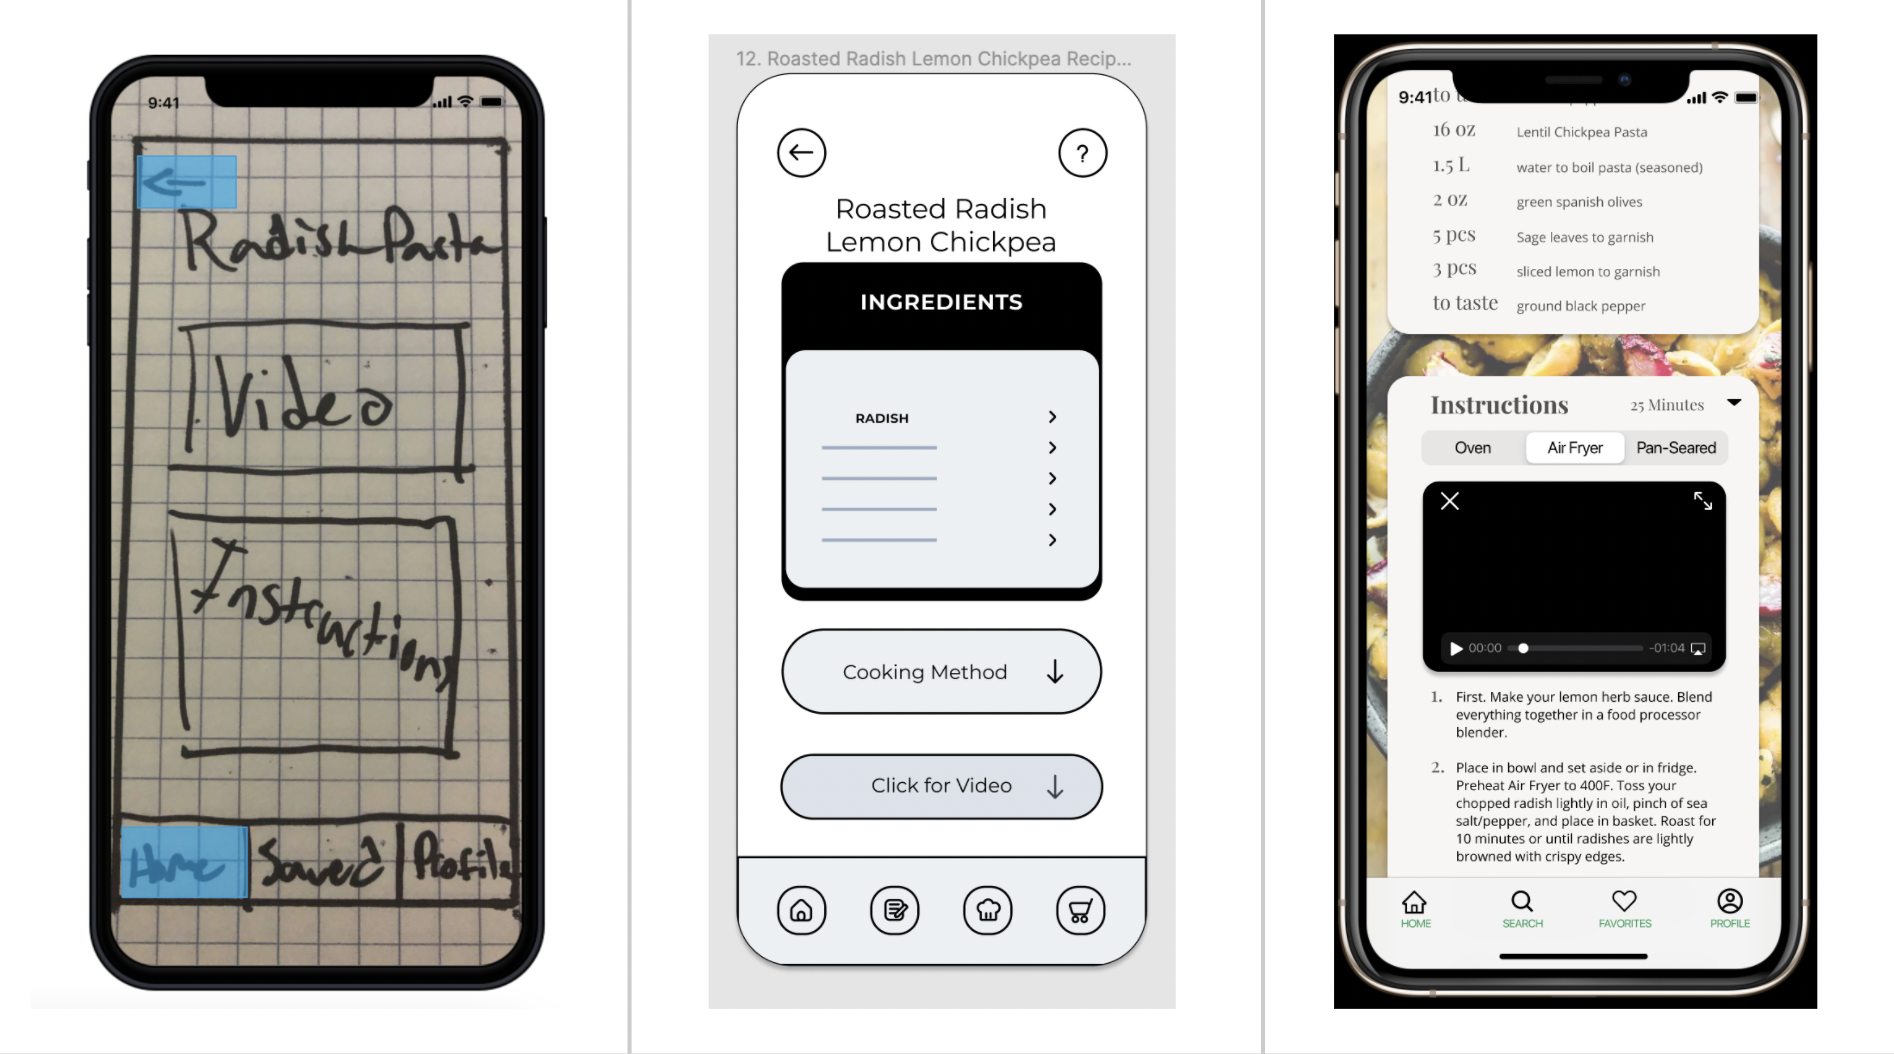 9:41
Radish Pasta
Video
Instructions
Home Saved Profile
12. Roasted Radish Lemon Chickpea Recip...
?
Roasted Radish
Lemon Chickpea
INGREDIENTS
RADISH
Cooking Method
Click for Video
9:41
to
16 oz Lentil Chickpea Pasta
1.5 L water to boil pasta (seasoned)
2 oz green spanish olives
5 pcs Sage leaves to garnish
3 pcs sliced lemon to garnish
to taste ground black pepper
Instructions 25 Minutes
Oven Air Fryer Pan-Seared
00:00 -01:04
1. First. Make your lemon herb sauce. Blend
everything together in a food processor
blender.
2. Place in bowl and set aside or in fridge.
Preheat Air Fryer to 400F. Toss your
chopped radish lightly in oil, pinch of sea
salt/pepper, and place in basket. Roast for
10 minutes or until radishes are lightly
browned with crispy edges.
HOME SEARCH FAVORITES PROFILE